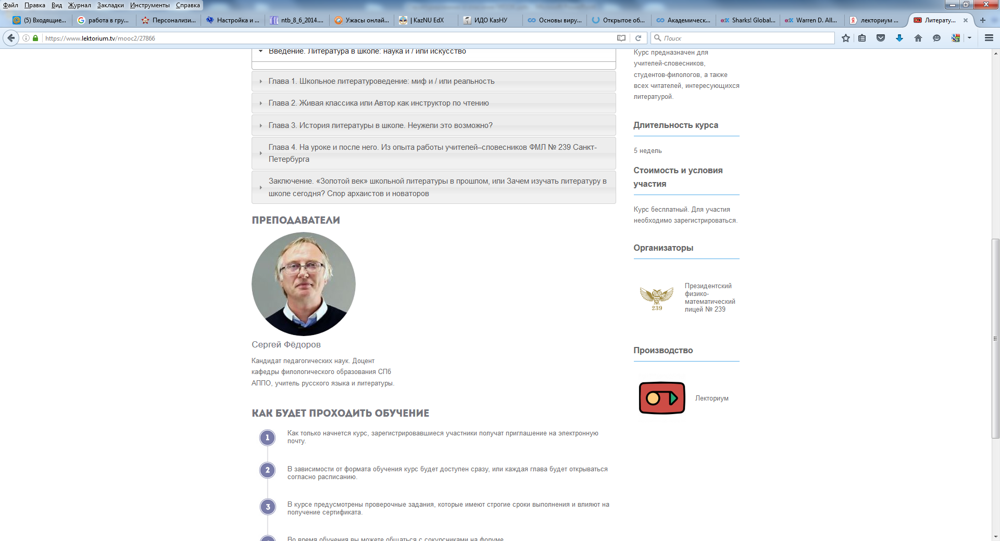 Файл Правка Вид Журнал Закладки Инструменты Справка
(5) Входящие... работа в гру... Персонализи... Настройка и ... ntb_8_6_2014.... Ужасы онлай... | KazNU EdX ИДО КазНУ Основы виру... Открытое об... Академическ... Sharks! Global... Warren D. All... лекториум ... Литерату...
https://www.lektorium.tv/mooc2/27866
Поиск
Введение. Литература в школе: наука и / или искусство
Глава 1. Школьное литературоведение: миф и / или реальность
Глава 2. Живая классика или Автор как инструктор по чтению
Глава 3. История литературы в школе. Неужели это возможно?
Глава 4. На уроке и после него. Из опыта работы учителей–словесников ФМЛ № 239 Санкт-
Петербурга
Заключение. «Золотой век» школьной литературы в прошлом, или Зачем изучать литературу в
школе сегодня? Спор архаистов и новаторов
ПРЕПОДАВАТЕЛИ
Сергей Фёдоров
Кандидат педагогических наук. Доцент
кафедры филологического образования СПб
АППО, учитель русского языка и литературы.
КАК БУДЕТ ПРОХОДИТЬ ОБУЧЕНИЕ
1
Как только начнется курс, зарегистрировавшиеся участники получат приглашение на электронную
почту.
2
В зависимости от формата обучения курс будет доступен сразу, или каждая глава будет открываться
согласно расписанию.
3
В курсе предусмотрены проверочные задания, которые имеют строгие сроки выполнения и влияют на
получение сертификата.
Во время обучения вы можете общаться с сокурсниками на форуме
Курс предназначен для
учителей-словесников,
студентов-филологов, а также
всех читателей, интересующихся
литературой.
Длительность курса
5 недель
Стоимость и условия
участия
Курс бесплатный. Для участия
необходимо зарегистрироваться.
Организаторы
239
Президентский
физико-
математический
лицей № 239
Производство
Лекториум